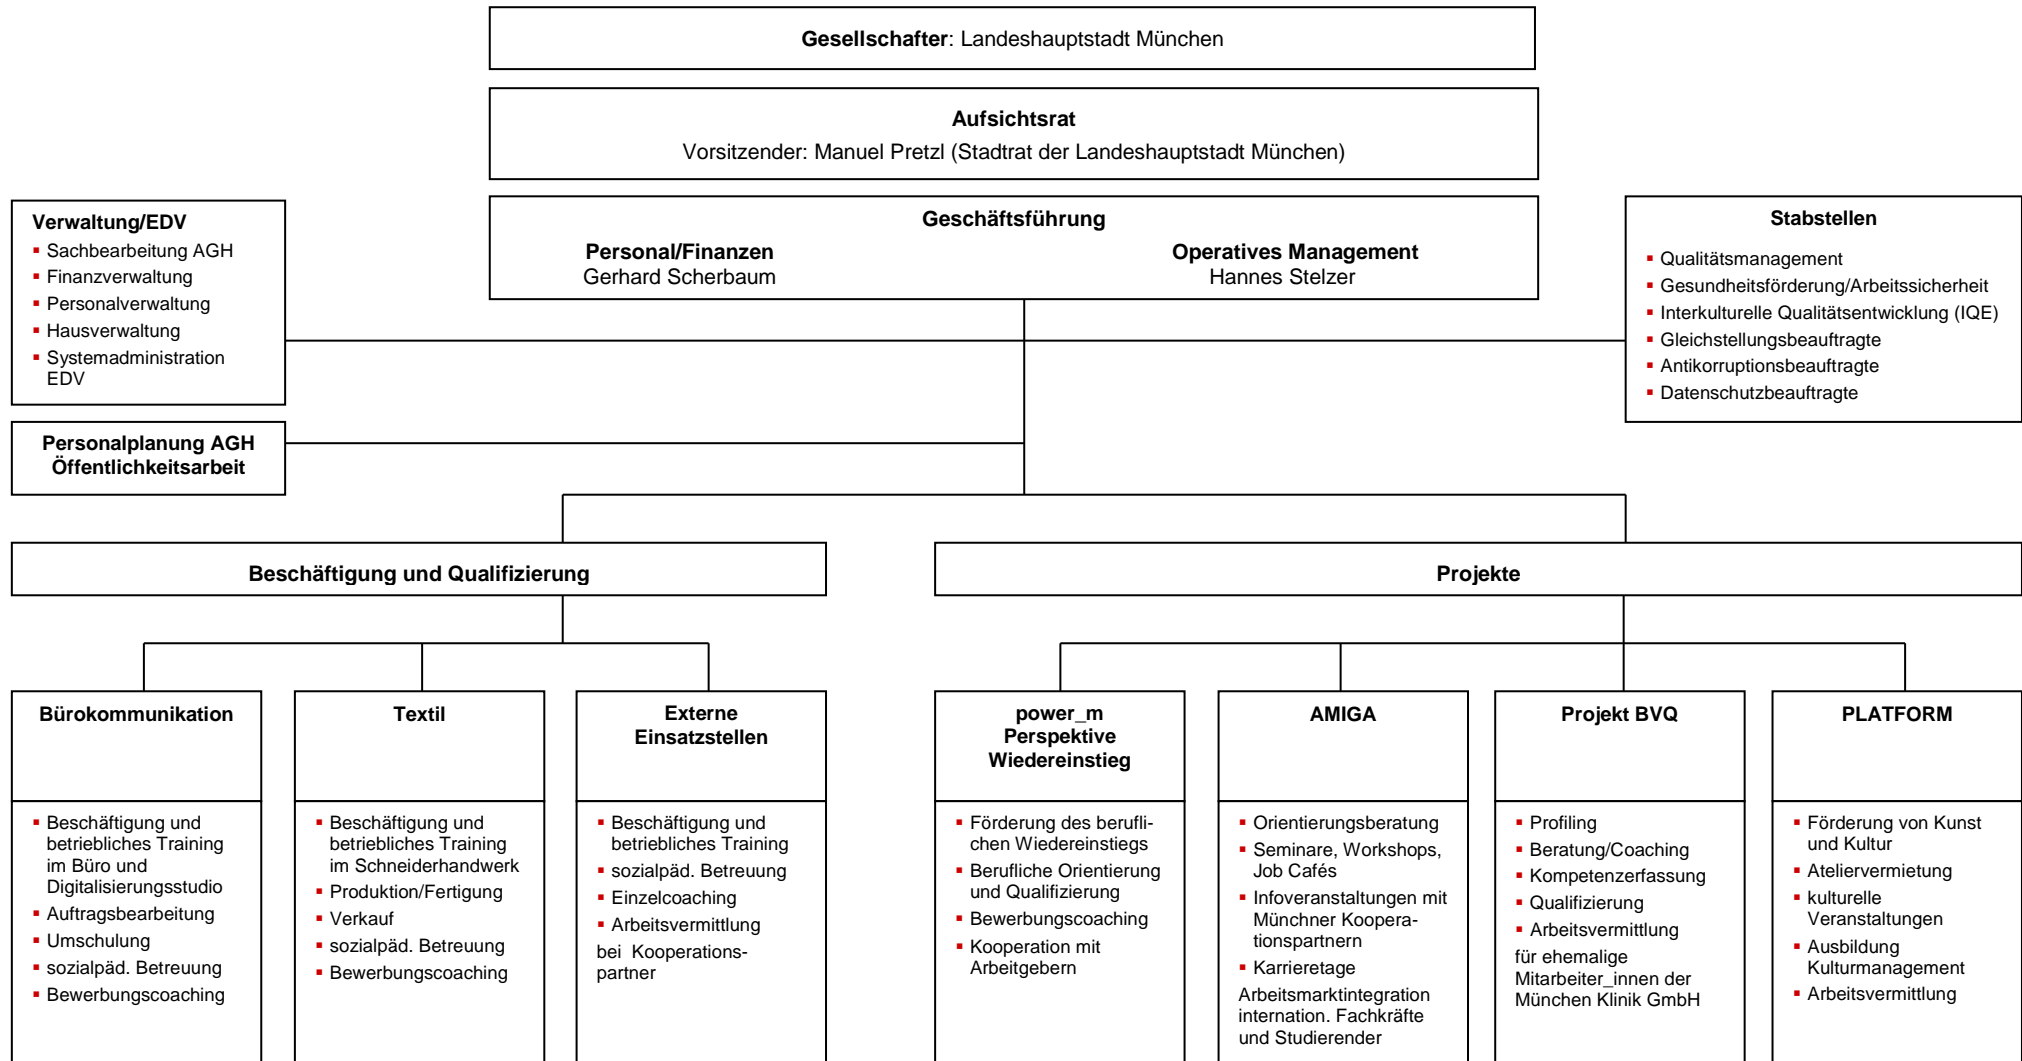 Gesellschafter: Landeshauptstadt München
Aufsichtsrat
Vorsitzender: Manuel Pretzl (Stadtrat der Landeshauptstadt München)
Verwaltung/EDV
▪ Sachbearbeitung AGH
▪ Finanzverwaltung
▪ Personalverwaltung
▪ Hausverwaltung
▪ Systemadministration
EDV
Geschäftsführung
Personal/Finanzen
Gerhard Scherbaum
Operatives Management
Hannes Stelzer
Stabstellen
▪ Qualitätsmanagement
▪ Gesundheitsförderung/Arbeitssicherheit
▪ Interkulturelle Qualitätsentwicklung (IQE)
▪ Gleichstellungsbeauftragte
▪ Antikorruptionsbeauftragte
▪ Datenschutzbeauftragte
Personalplanung AGH
Öffentlichkeitsarbeit
Beschäftigung und Qualifizierung
Projekte
Bürokommunikation
▪ Beschäftigung und
betriebliches Training
im Büro und
Digitalisierungsstudio
▪ Auftragsbearbeitung
▪ Umschulung
▪ sozialpäd. Betreuung
▪ Bewerbungscoaching
Textil
▪ Beschäftigung und
betriebliches Training
im Schneiderhandwerk
▪ Produktion/Fertigung
▪ Verkauf
▪ sozialpäd. Betreuung
▪ Bewerbungscoaching
Externe
Einsatzstellen
▪ Beschäftigung und
betriebliches Training
▪ sozialpäd. Betreuung
▪ Einzelcoaching
▪ Arbeitsvermittlung
bei Kooperations-
partner
power_m
Perspektive
Wiedereinstieg
▪ Förderung des berufli-
chen Wiedereinstiegs
▪ Berufliche Orientierung
und Qualifizierung
▪ Bewerbungscoaching
▪ Kooperation mit
Arbeitgebern
AMIGA
▪ Orientierungsberatung
▪ Seminare, Workshops,
Job Cafés
▪ Infoveranstaltungen mit
Münchner Koopera-
tionspartnern
▪ Karrieretage
Arbeitsmarktintegration
internation. Fachkräfte
und Studierender
Projekt BVQ
▪ Profiling
▪ Beratung/Coaching
▪ Kompetenzerfassung
▪ Qualifizierung
▪ Arbeitsvermittlung
für ehemalige
Mitarbeiter_innen der
München Klinik GmbH
PLATFORM
▪ Förderung von Kunst
und Kultur
▪ Ateliervermietung
▪ kulturelle
Veranstaltungen
▪ Ausbildung
Kulturmanagement
▪ Arbeitsvermittlung